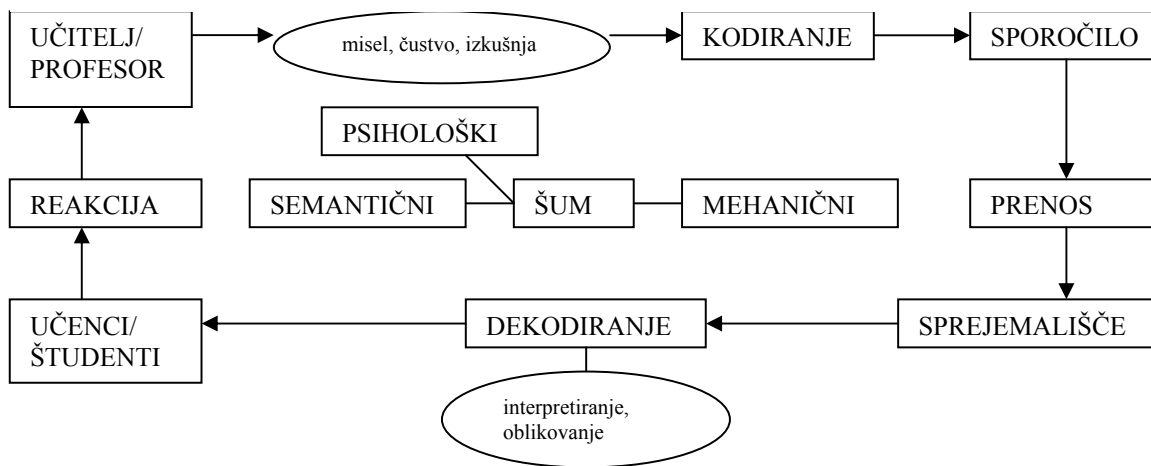 UČITELJ/
PROFESOR
misel, čustvo, izkušnja
KODIRANJE
SPOROČILO
PSIHOLOŠKI
REAKCIJA
SEMANTIČNI
ŠUM
MEHANIČNI
PRENOS
UČENCI/
ŠTUDENTI
DEKODIRANJE
SPREJEMALIŠČE
interpretiranje,
oblikovanje